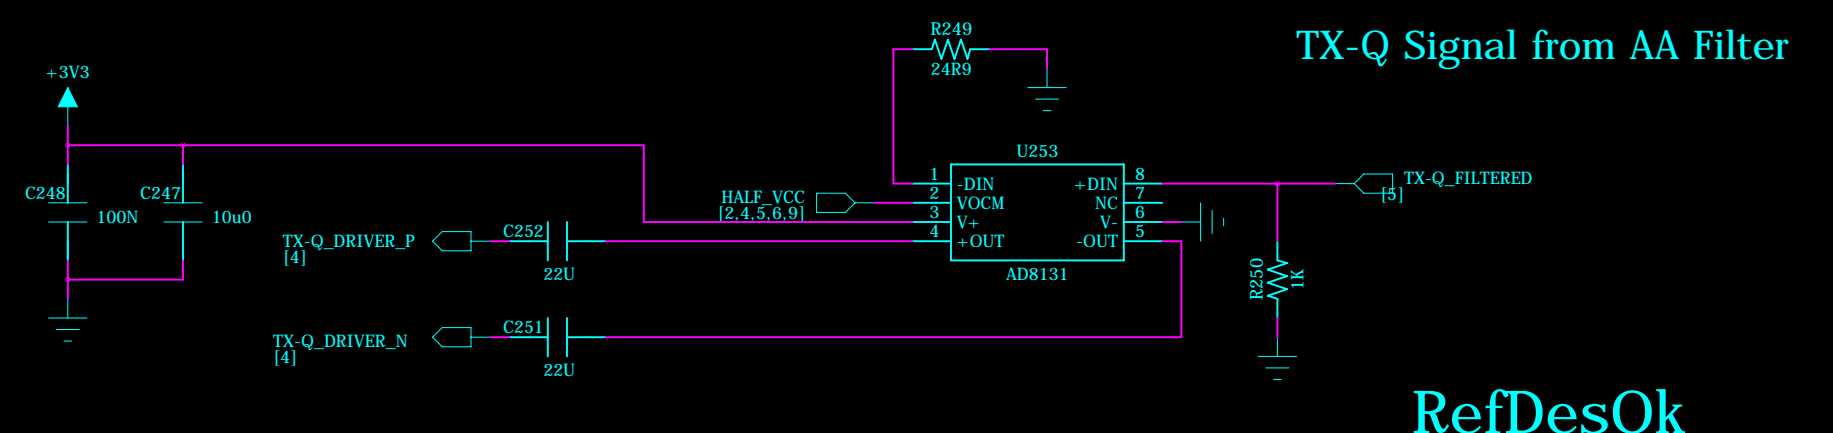 R249
24R9
TX-Q Signal from AA Filter
+3V3
U253
C248
100N
C247
10u0
HALF_VCC
[2,4,5,6,9]
1
-DIN
2
VOCM
3
V+
4
+OUT
+DIN
8
NC
7
V-
6
-OUT
5
AD8131
TX-Q_FILTERED
[5]
TX-Q_DRIVER_P
[4]
C252
22U
R250
1K
TX-Q_DRIVER_N
[4]
C251
22U
RefDesOk